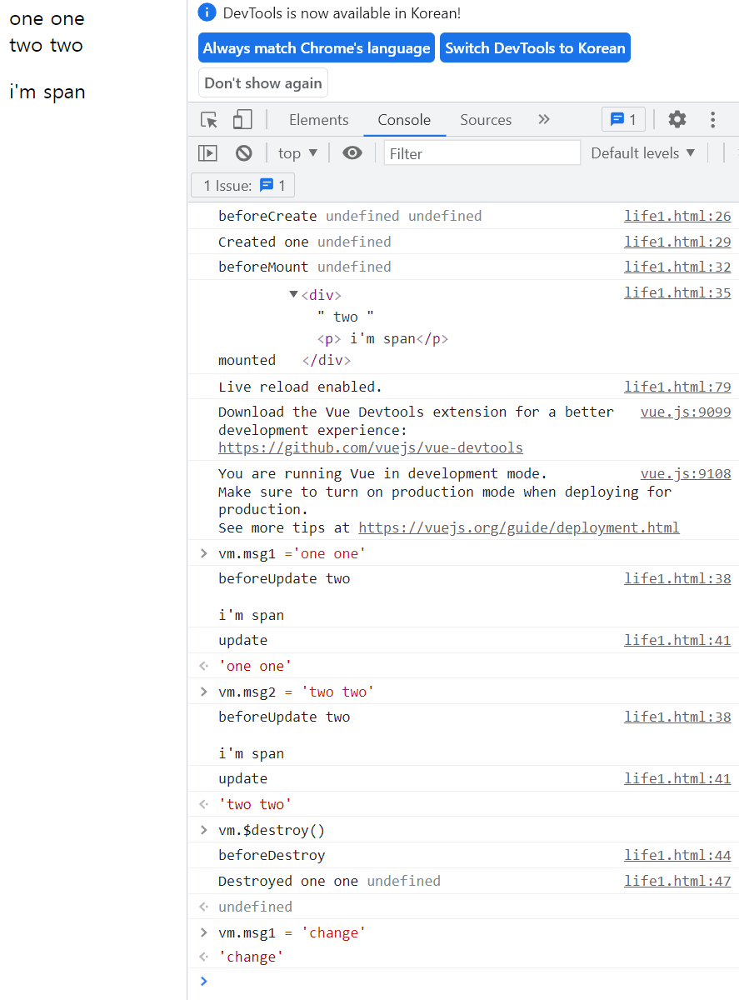 one one
two two
i'm span
DevTools is now available in Korean!
Always match Chrome's language
Switch DevTools to Korean
Don't show again
Elements
Console
Sources
1
top
Filter
Default levels
1 Issue: 1
beforeCreate undefined undefined life1.html:26
Created one undefined life1.html:29
beforeMount undefined life1.html:32
<div> life1.html:35
" two "
<p> i'm span</p>
mounted </div>
Live reload enabled. life1.html:79
Download the Vue Devtools extension for a better vue.js:9099
development experience:
https://github.com/vuejs/vue-devtools
You are running Vue in development mode. vue.js:9108
Make sure to turn on production mode when deploying for
production.
See more tips at https://vuejs.org/guide/deployment.html
> vm.msg1 ='one one'
beforeUpdate two life1.html:38
i'm span
update life1.html:41
'one one'
> vm.msg2 = 'two two'
beforeUpdate two life1.html:38
i'm span
update life1.html:41
'two two'
> vm.$destroy()
beforeDestroy life1.html:44
Destroyed one one undefined life1.html:47
undefined
> vm.msg1 = 'change'
'change'
>